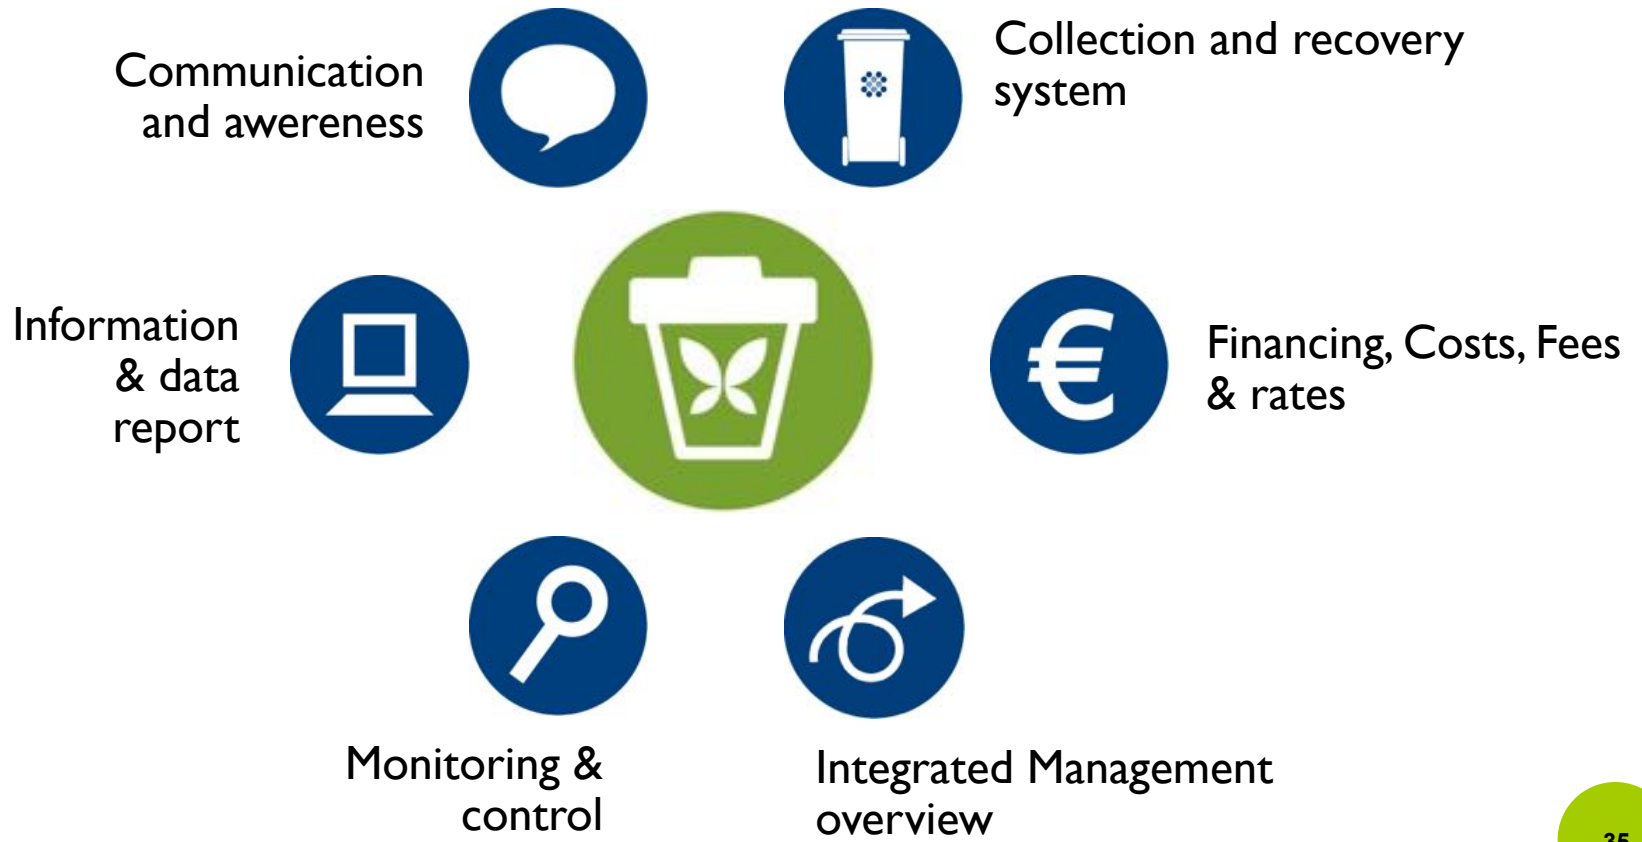 Communication
and awereness
Collection and recovery
system
Information
& data
report
€
Financing, Costs, Fees
& rates
Monitoring &
control
Integrated Management
overview
35